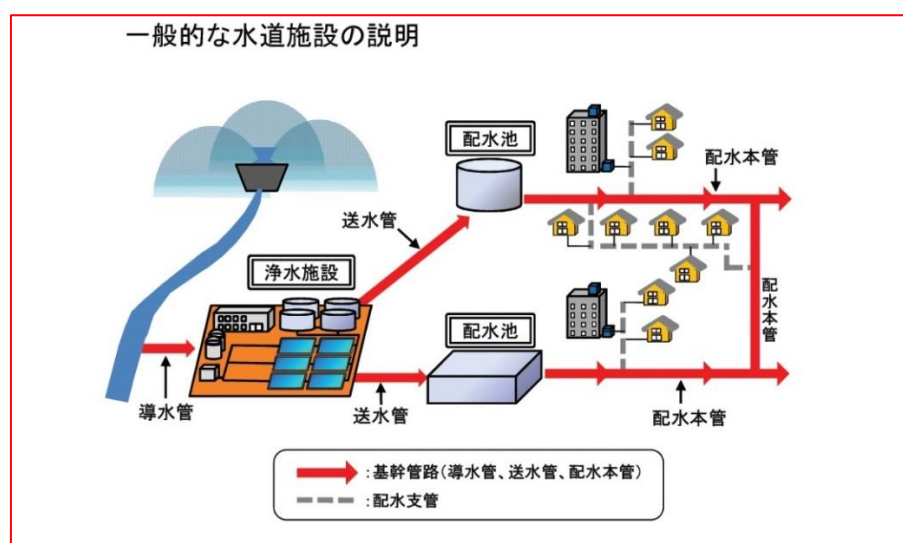 一般的な水道施設の説明
配水池
配水本管
送水管
浄水施設
配水池
配水本管
導水管
送水管
配水本管
:基幹管路(導水管、送水管、配水本管)
:配水支管